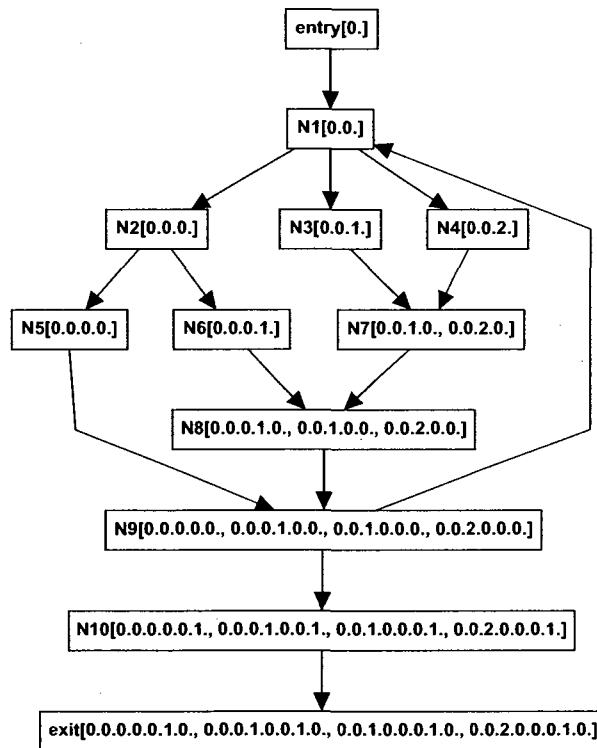 entry[0.]
N1[0.0.]
N2[0.0.0.]
N3[0.0.1.]
N4[0.0.2.]
N5[0.0.0.0.]
N6[0.0.0.1.]
N7[0.0.1.0., 0.0.2.0.]
N8[0.0.0.1.0., 0.0.1.0.0., 0.0.2.0.0.]
N9[0.0.0.0.0., 0.0.0.1.0.0., 0.0.1.0.0.0., 0.0.2.0.0.0.]
N10[0.0.0.0.0.1., 0.0.0.1.0.0.1., 0.0.1.0.0.0.1., 0.0.2.0.0.0.1.]
exit[0.0.0.0.0.1.0., 0.0.0.1.0.0.1.0., 0.0.1.0.0.0.1.0., 0.0.2.0.0.0.1.0.]